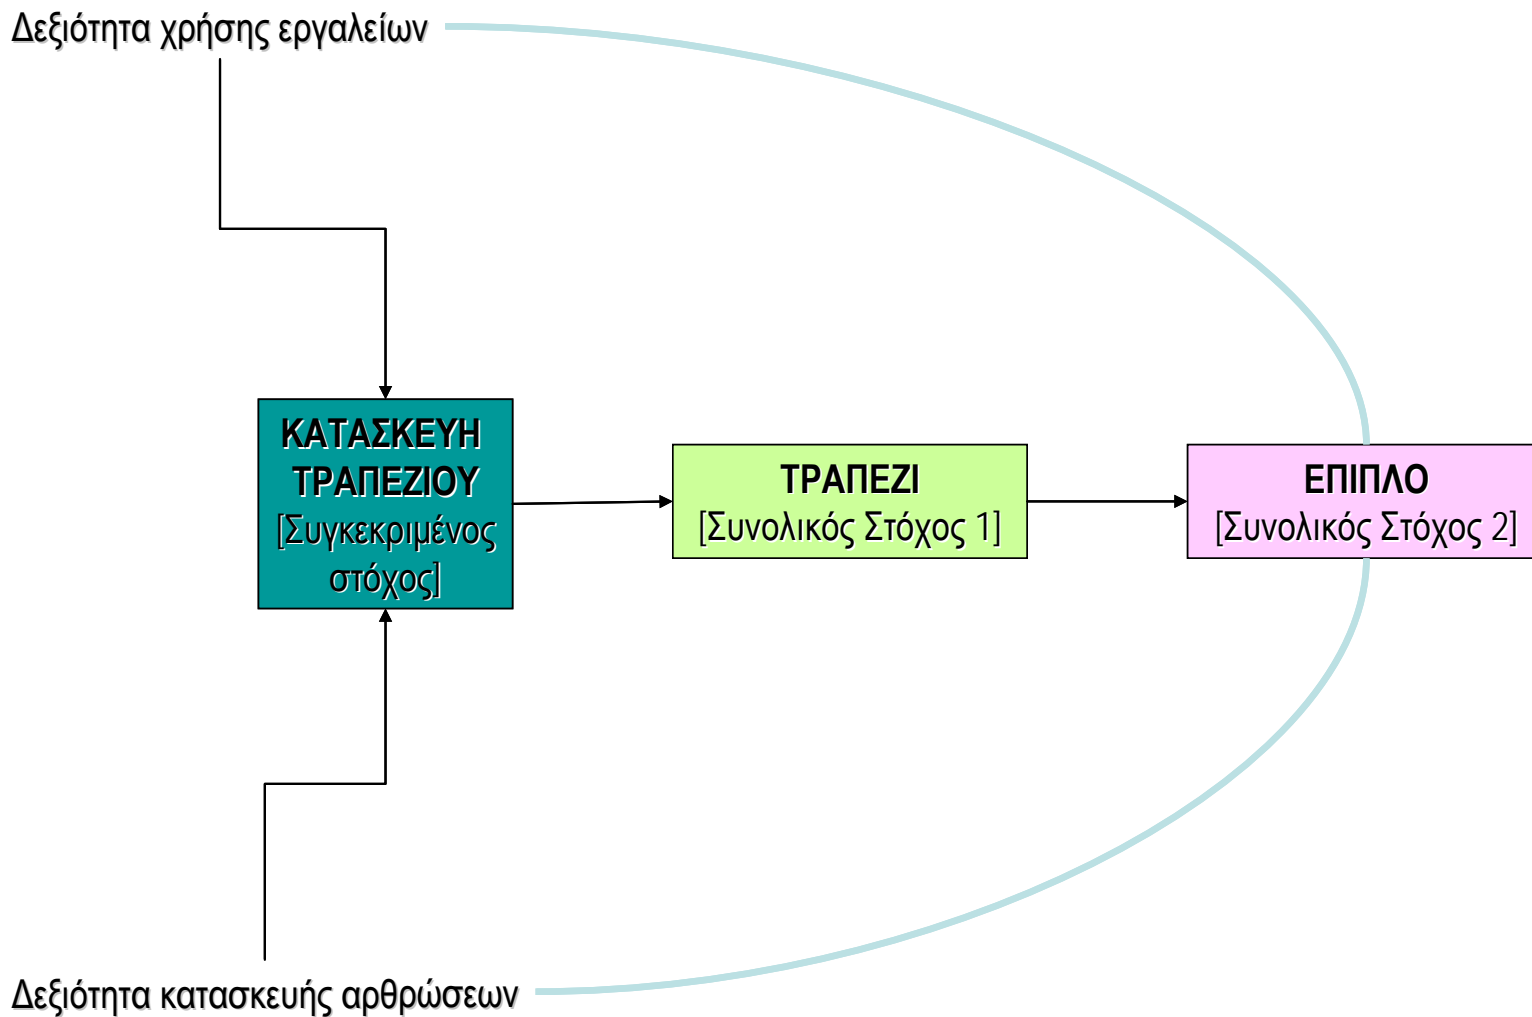 Δεξιότητα χρήσης εργαλείων
ΚΑΤΑΣΚΕΥΗ
ΤΡΑΠΕΖΙΟΥ
[Συγκεκριμένος
στόχος]
ΤΡΑΠΕΖΙ
[Συνολικός Στόχος 1]
ΕΠΙΠΛΟ
[Συνολικός Στόχος 2]
Δεξιότητα κατασκευής αρθρώσεων